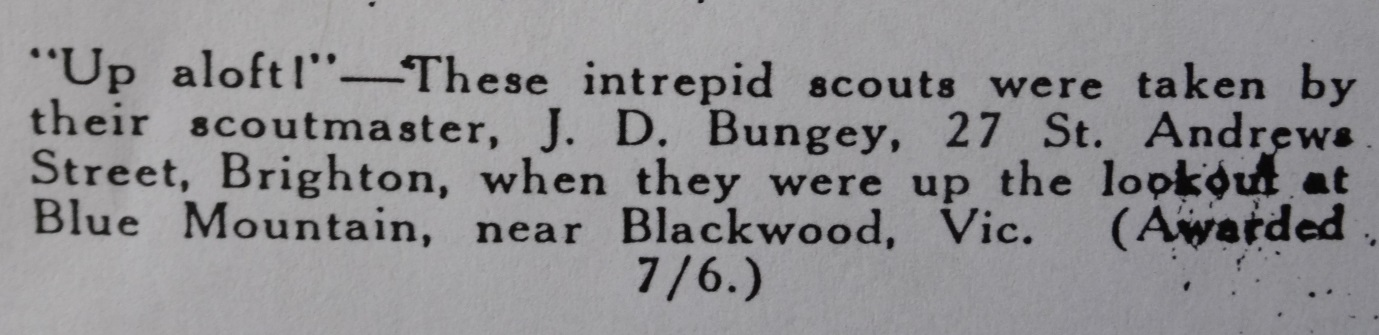 "Up aloft!"—These intrepid scouts were taken by
their scoutmaster, J. D. Bungey, 27 St. Andrews
Street, Brighton, when they were up the lookout at
Blue Mountain, near Blackwood, Vic. (Awarded
7/6.)